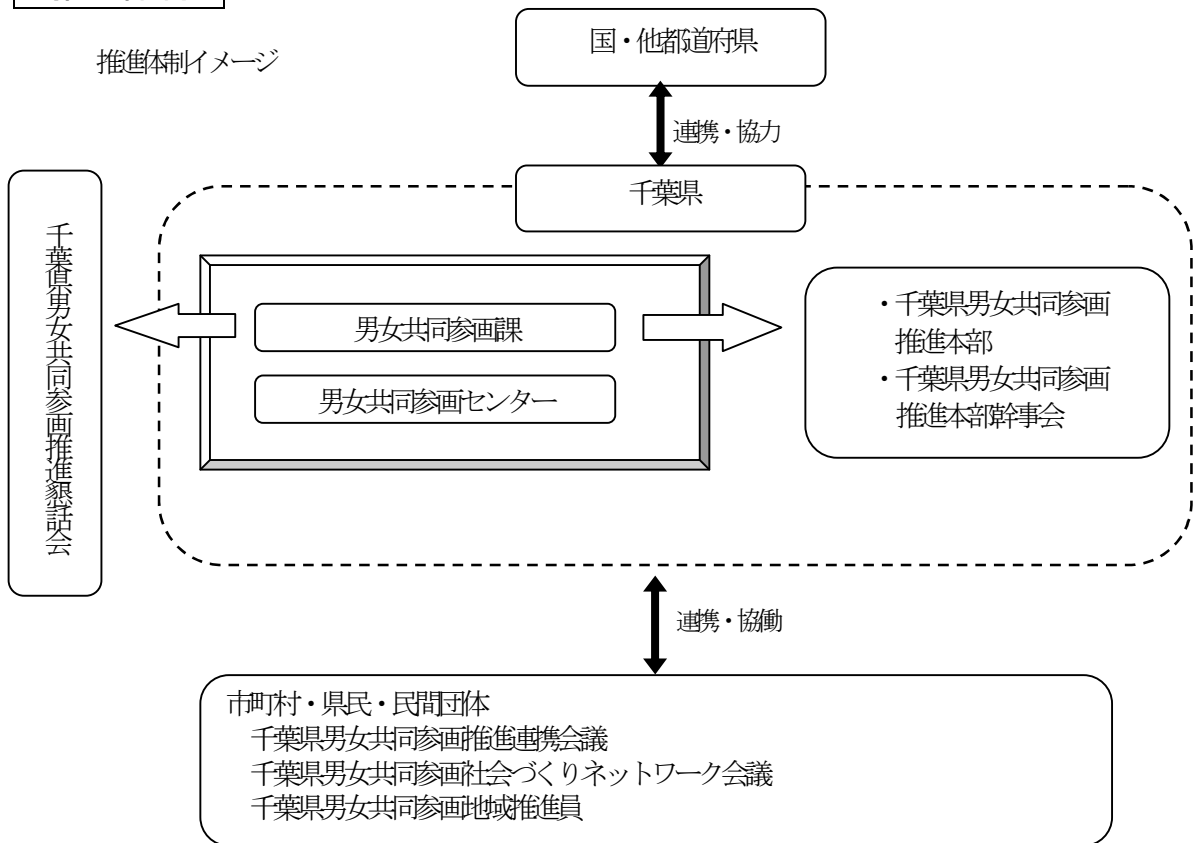 推進体制イメージ
国・他都道府県
連携・協力
千葉県
千葉県男女共同参画推進懇話会
男女共同参画課
男女共同参画センター
・千葉県男女共同参画
推進本部
・千葉県男女共同参画
推進本部幹事会
連携・協働
市町村・県民・民間団体
千葉県男女共同参画推進連携会議
千葉県男女共同参画社会づくりネットワーク会議
千葉県男女共同参画地域推進員